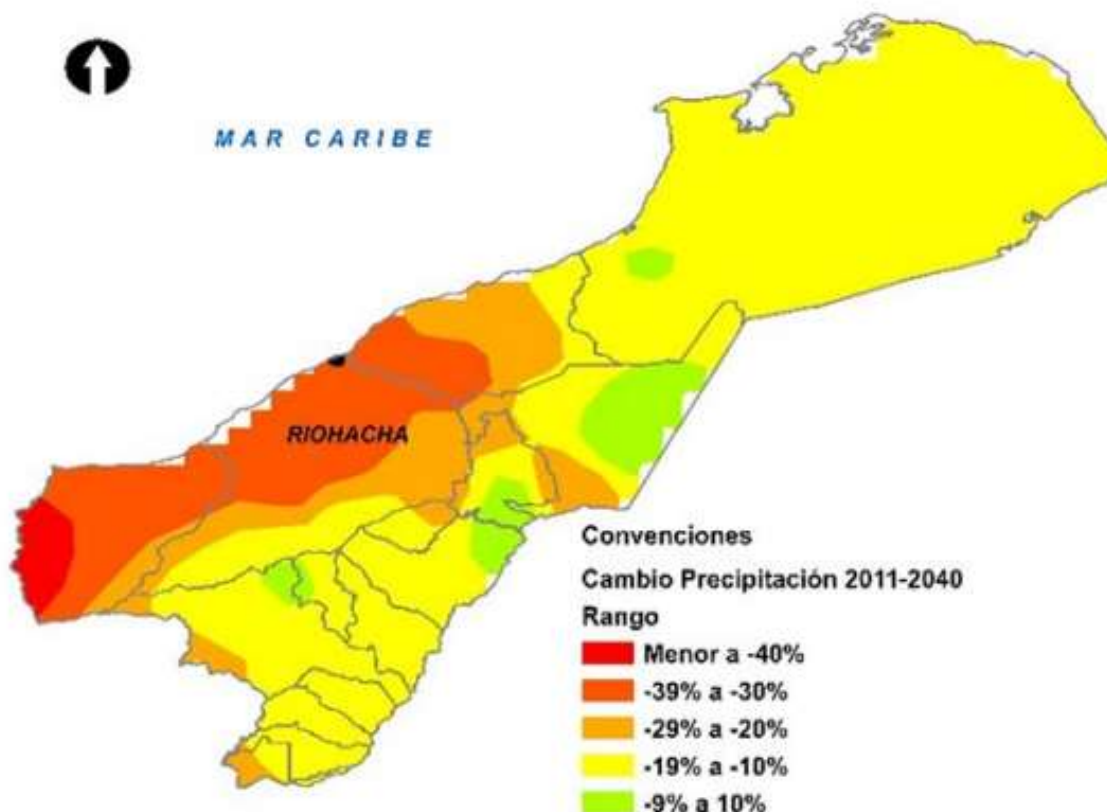 MAR CARIBE
RIOHACHA
Convenciones
Cambio Precipitación 2011-2040
Rango
Menor a -40%
-39% a -30%
-29% a -20%
-19% a -10%
-9% a 10%